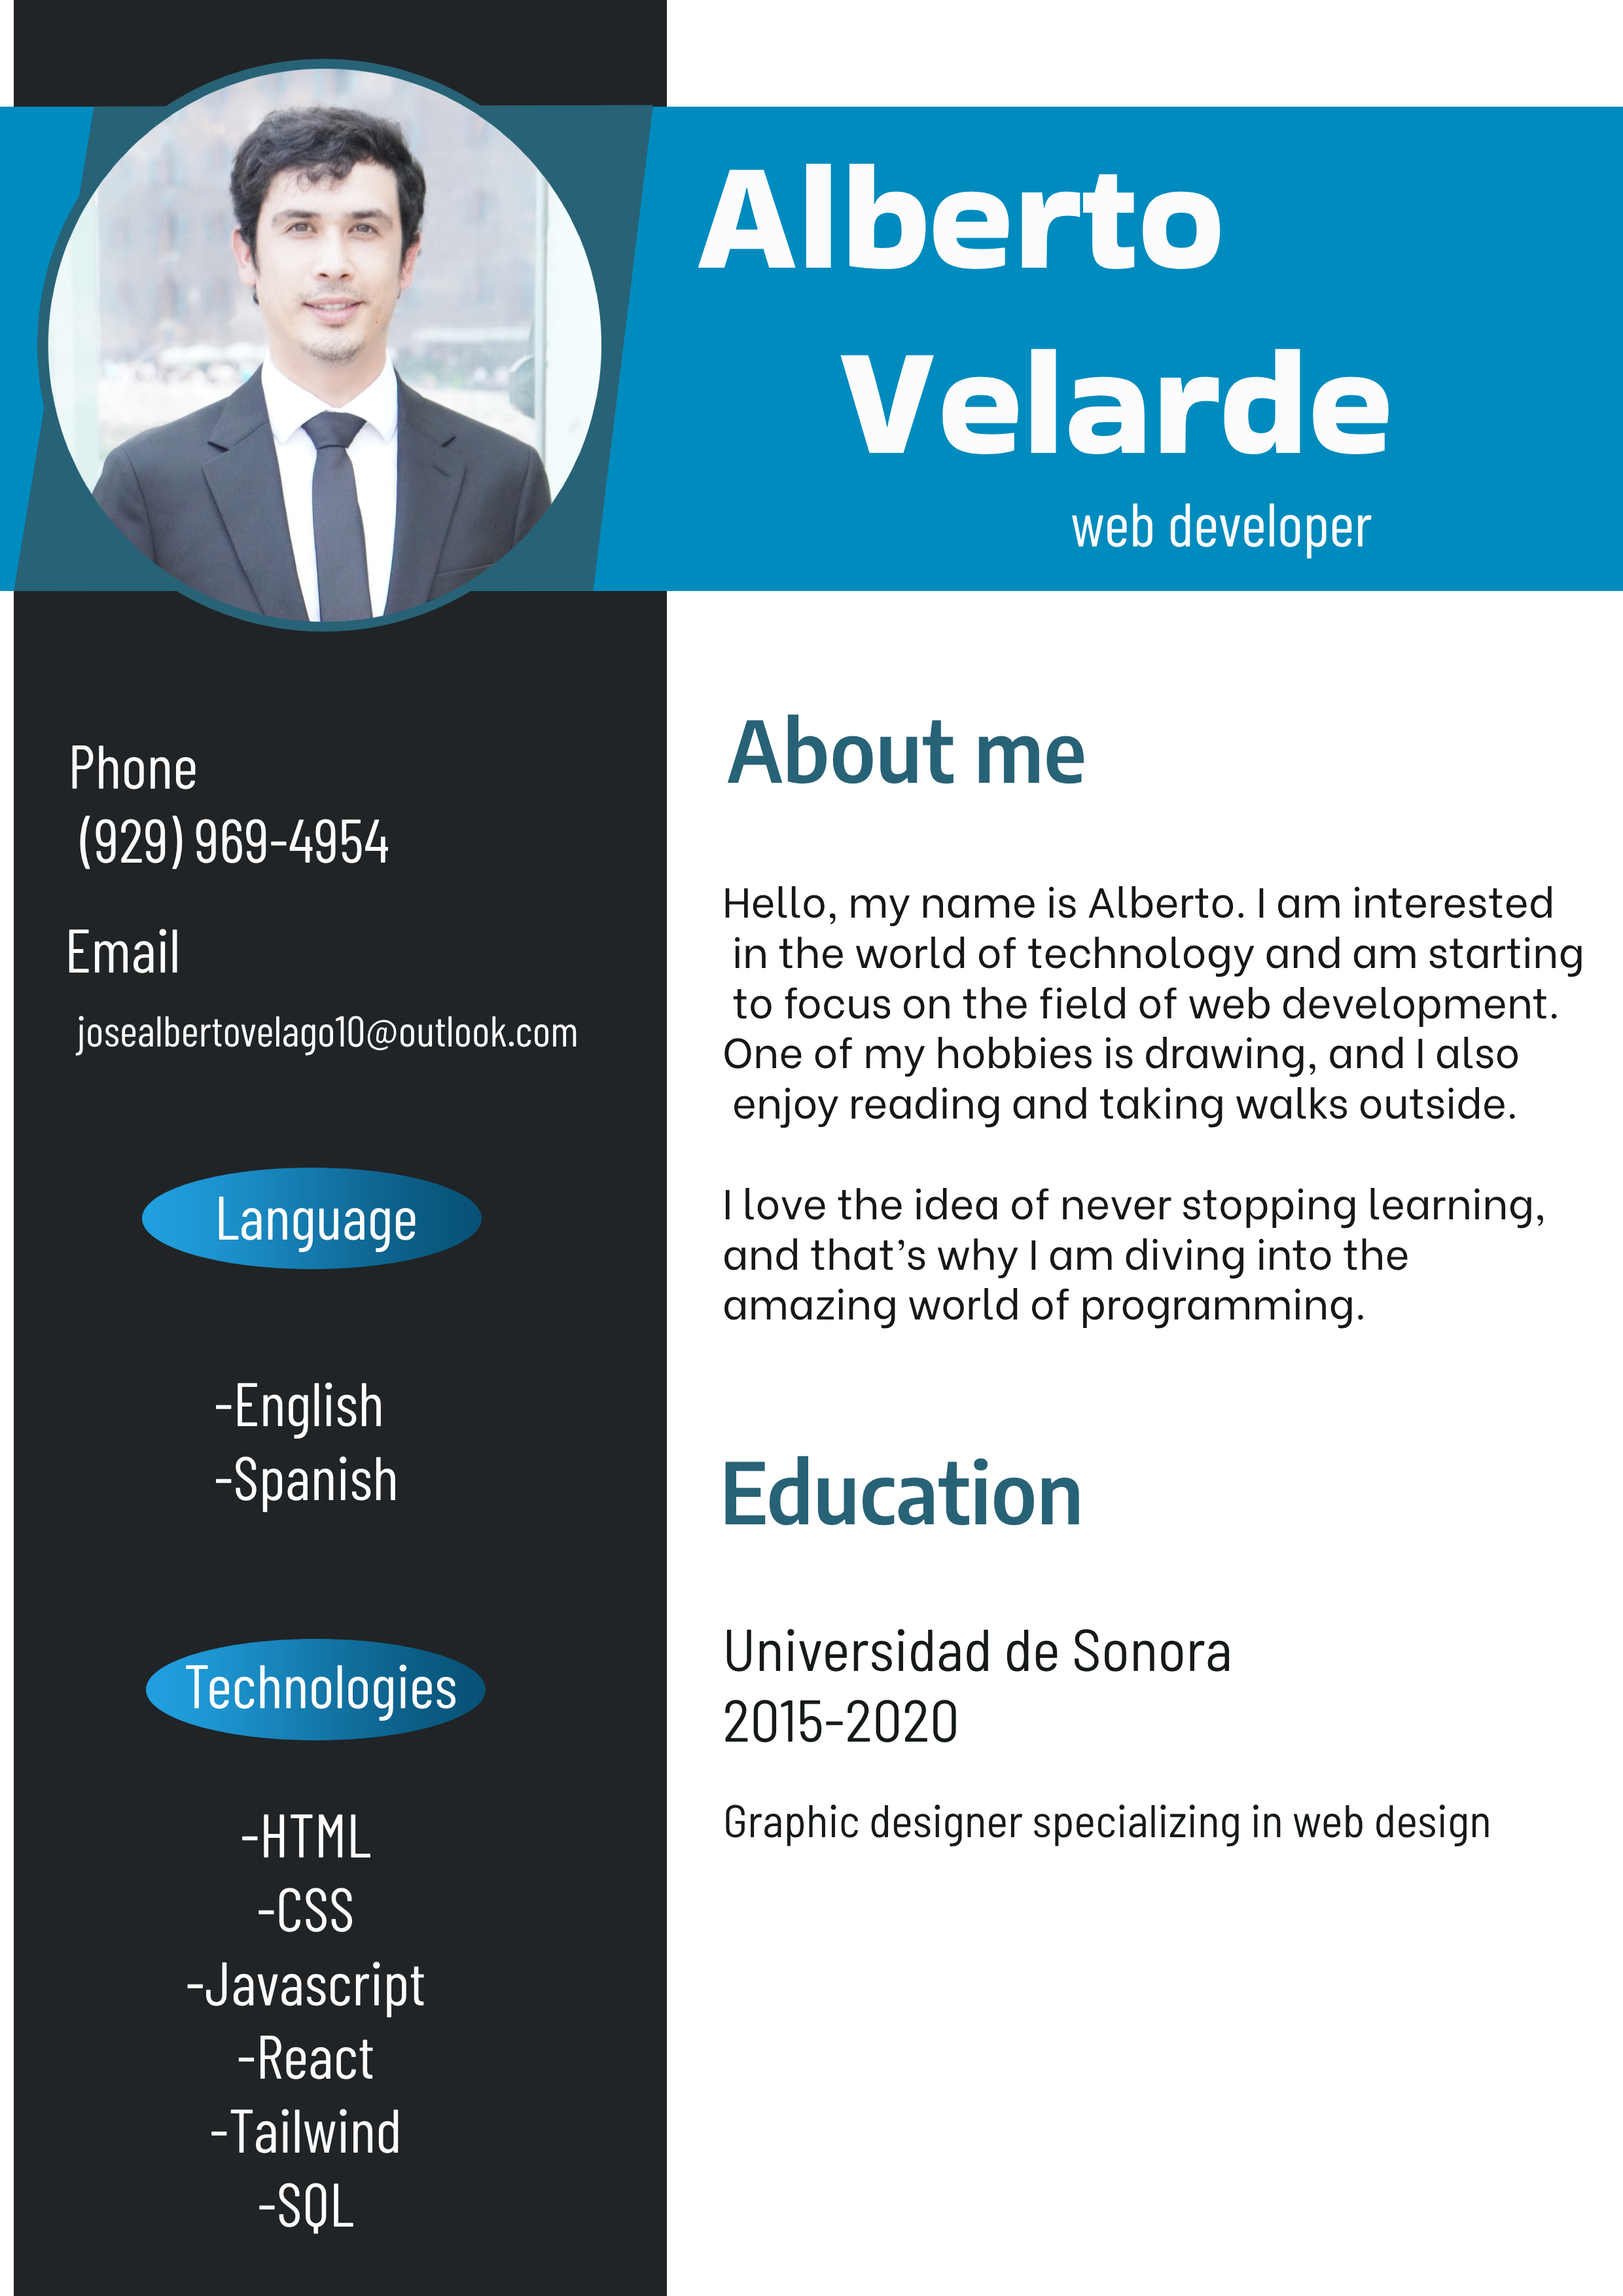 Alberto
Velarde
web developer
Phone
(929) 969-4954
Email
josealbertovelago10@outlook.com
Language
-English
-Spanish
Technologies
-HTML
-CSS
-Javascript
-React
-Tailwind
-SQL
About me
Hello, my name is Alberto. I am interested
in the world of technology and am starting
to focus on the field of web development.
One of my hobbies is drawing, and I also
enjoy reading and taking walks outside.
I love the idea of never stopping learning,
and that’s why I am diving into the
amazing world of programming.
Education
Universidad de Sonora
2015-2020
Graphic designer specializing in web design